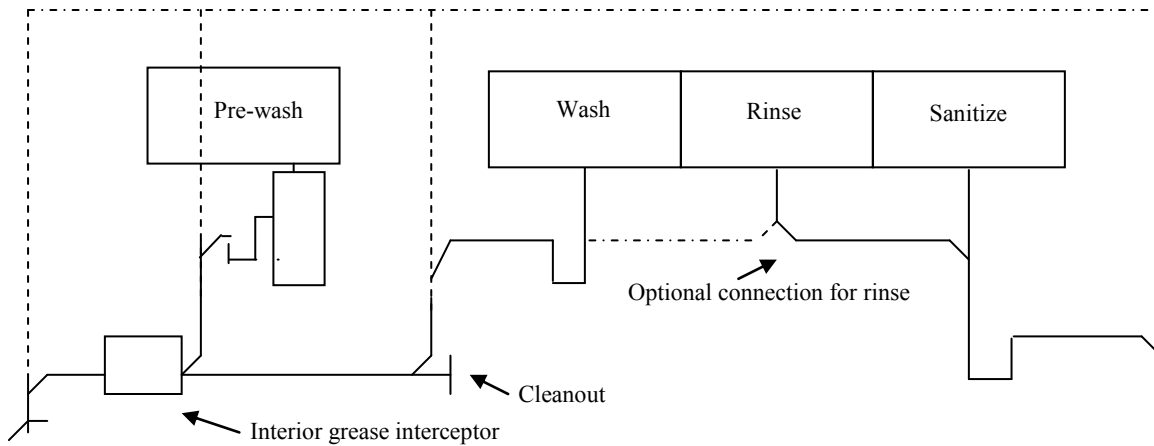 Pre-wash
Wash
Rinse
Sanitize
Optional connection for rinse
Cleanout
Interior grease interceptor